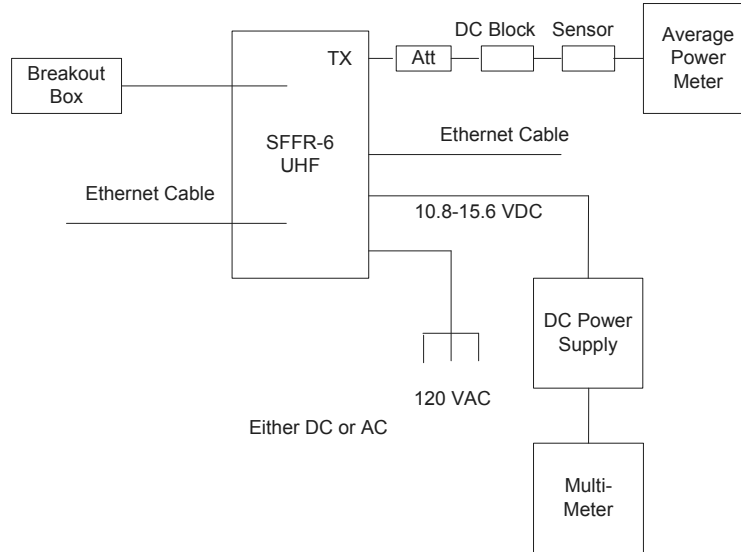 DC Block
Sensor
Average
Power
Meter
TX
Att
Breakout
Box
SFFR-6
UHF
Ethernet Cable
Ethernet Cable
10.8-15.6 VDC
DC Power
Supply
120 VAC
Either DC or AC
Multi-
Meter